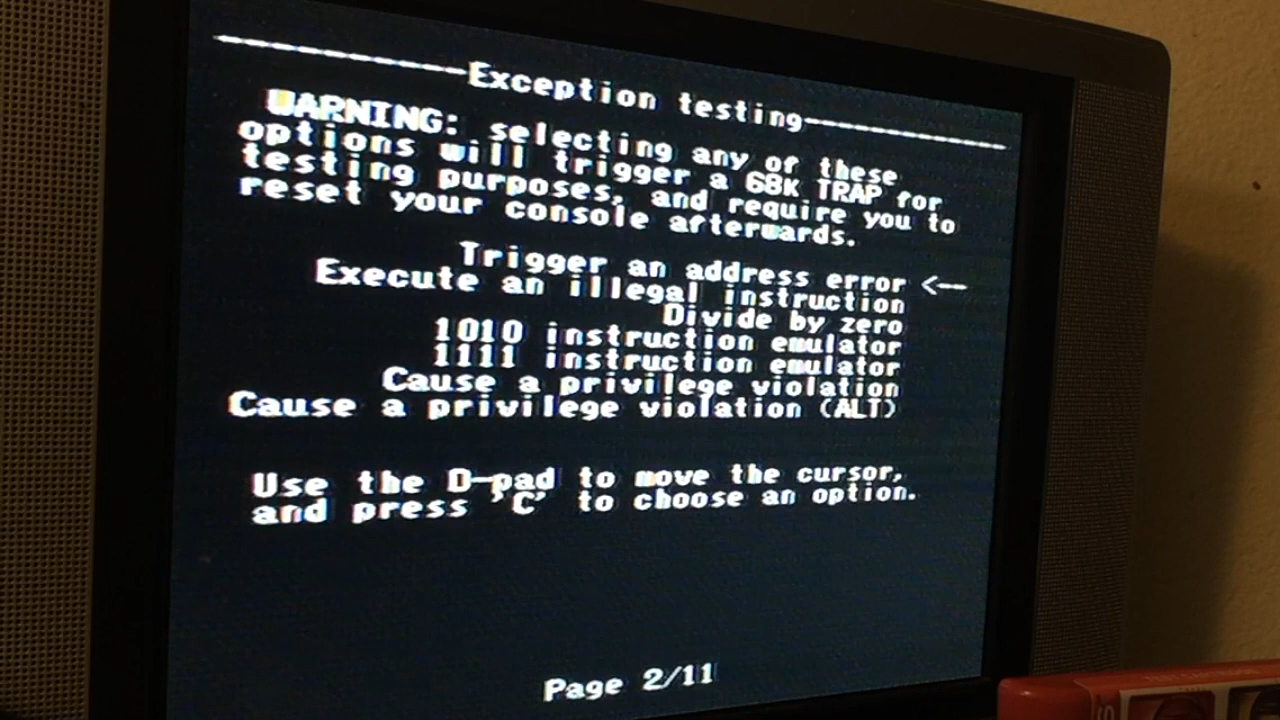 Exception testing
WARNING: selecting any of these
options will trigger a 68K TRAP for
testing purposes, and require you to
reset your console afterwards.
Trigger an address error <--
Execute an illegal instruction
Divide by zero
1010 instruction emulator
1111 instruction emulator
Cause a privilege violation
Cause a privilege violation (ALT)
Use the D-pad to move the cursor,
and press 'C' to choose an option.
Page 2/11